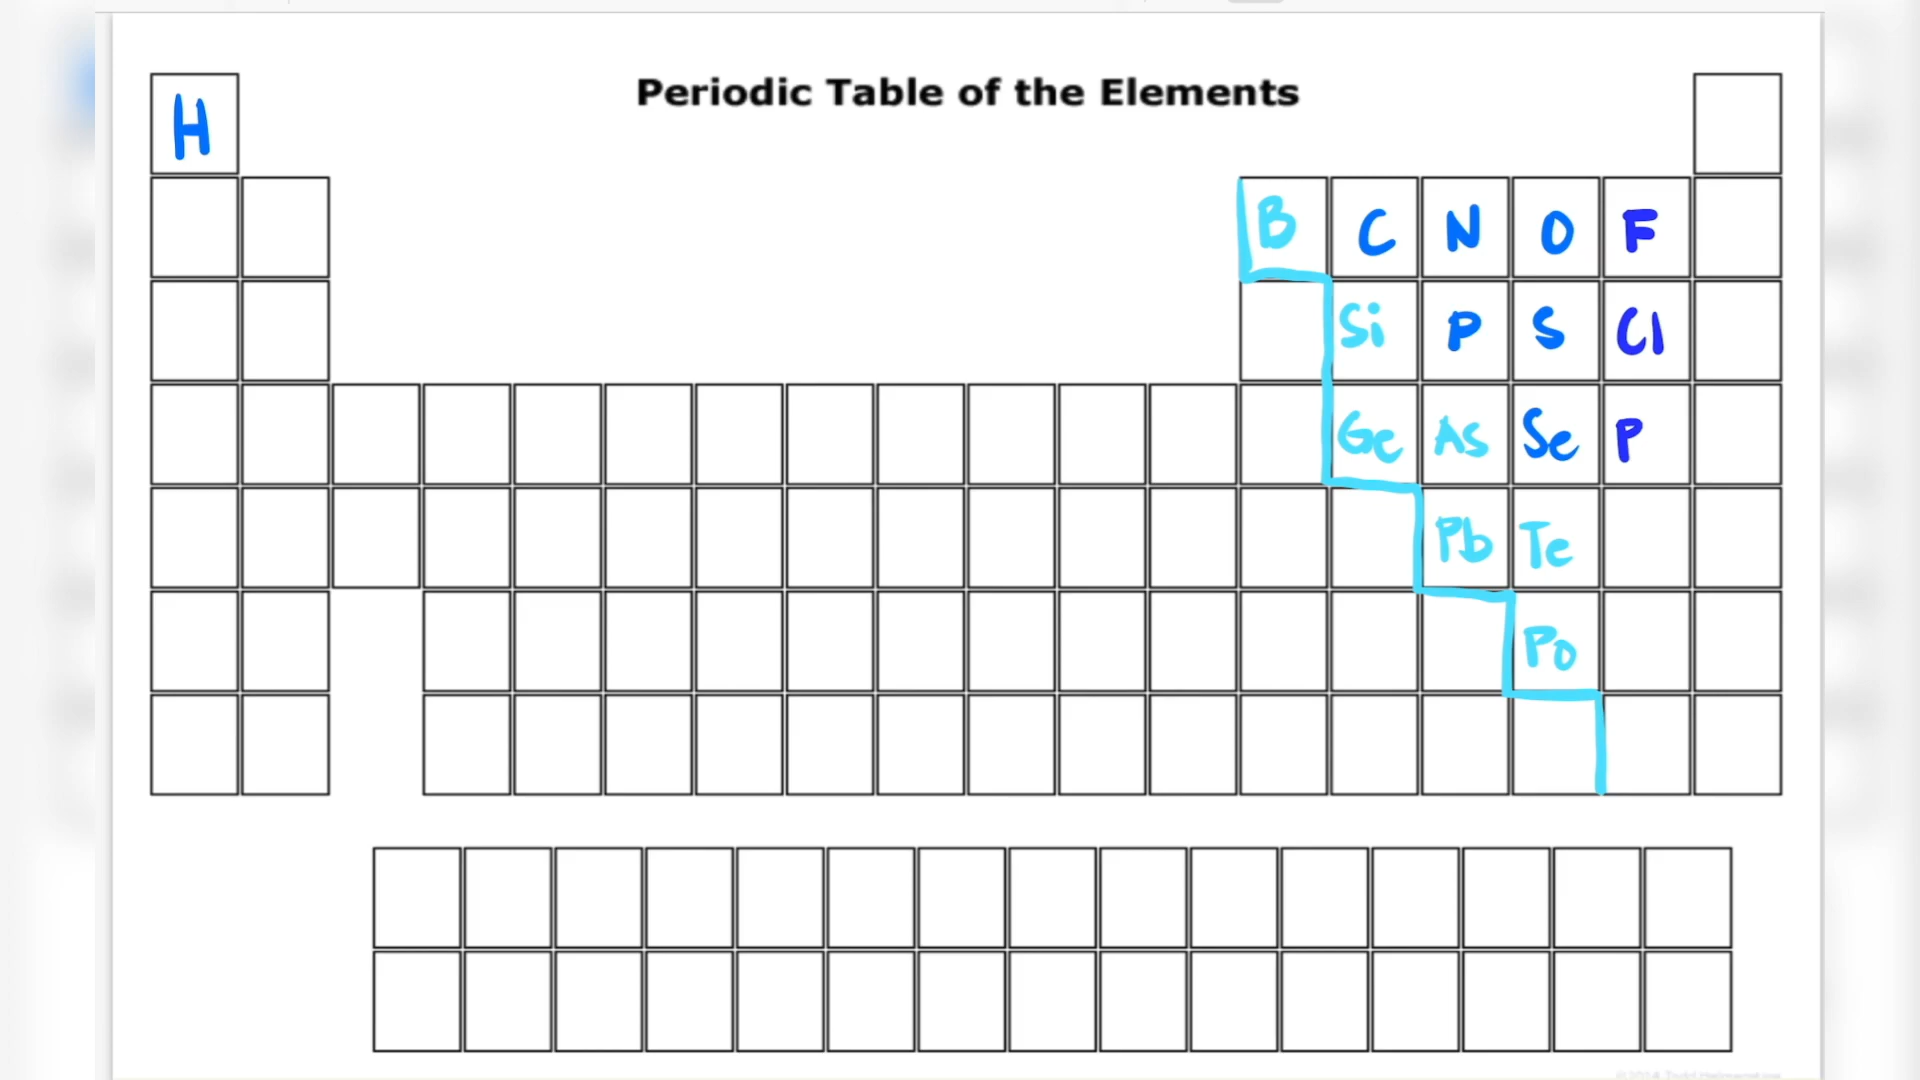 Periodic Table of the Elements
H
B C N O F
Si P S Cl
Ge As Se P
Pb Te
Po